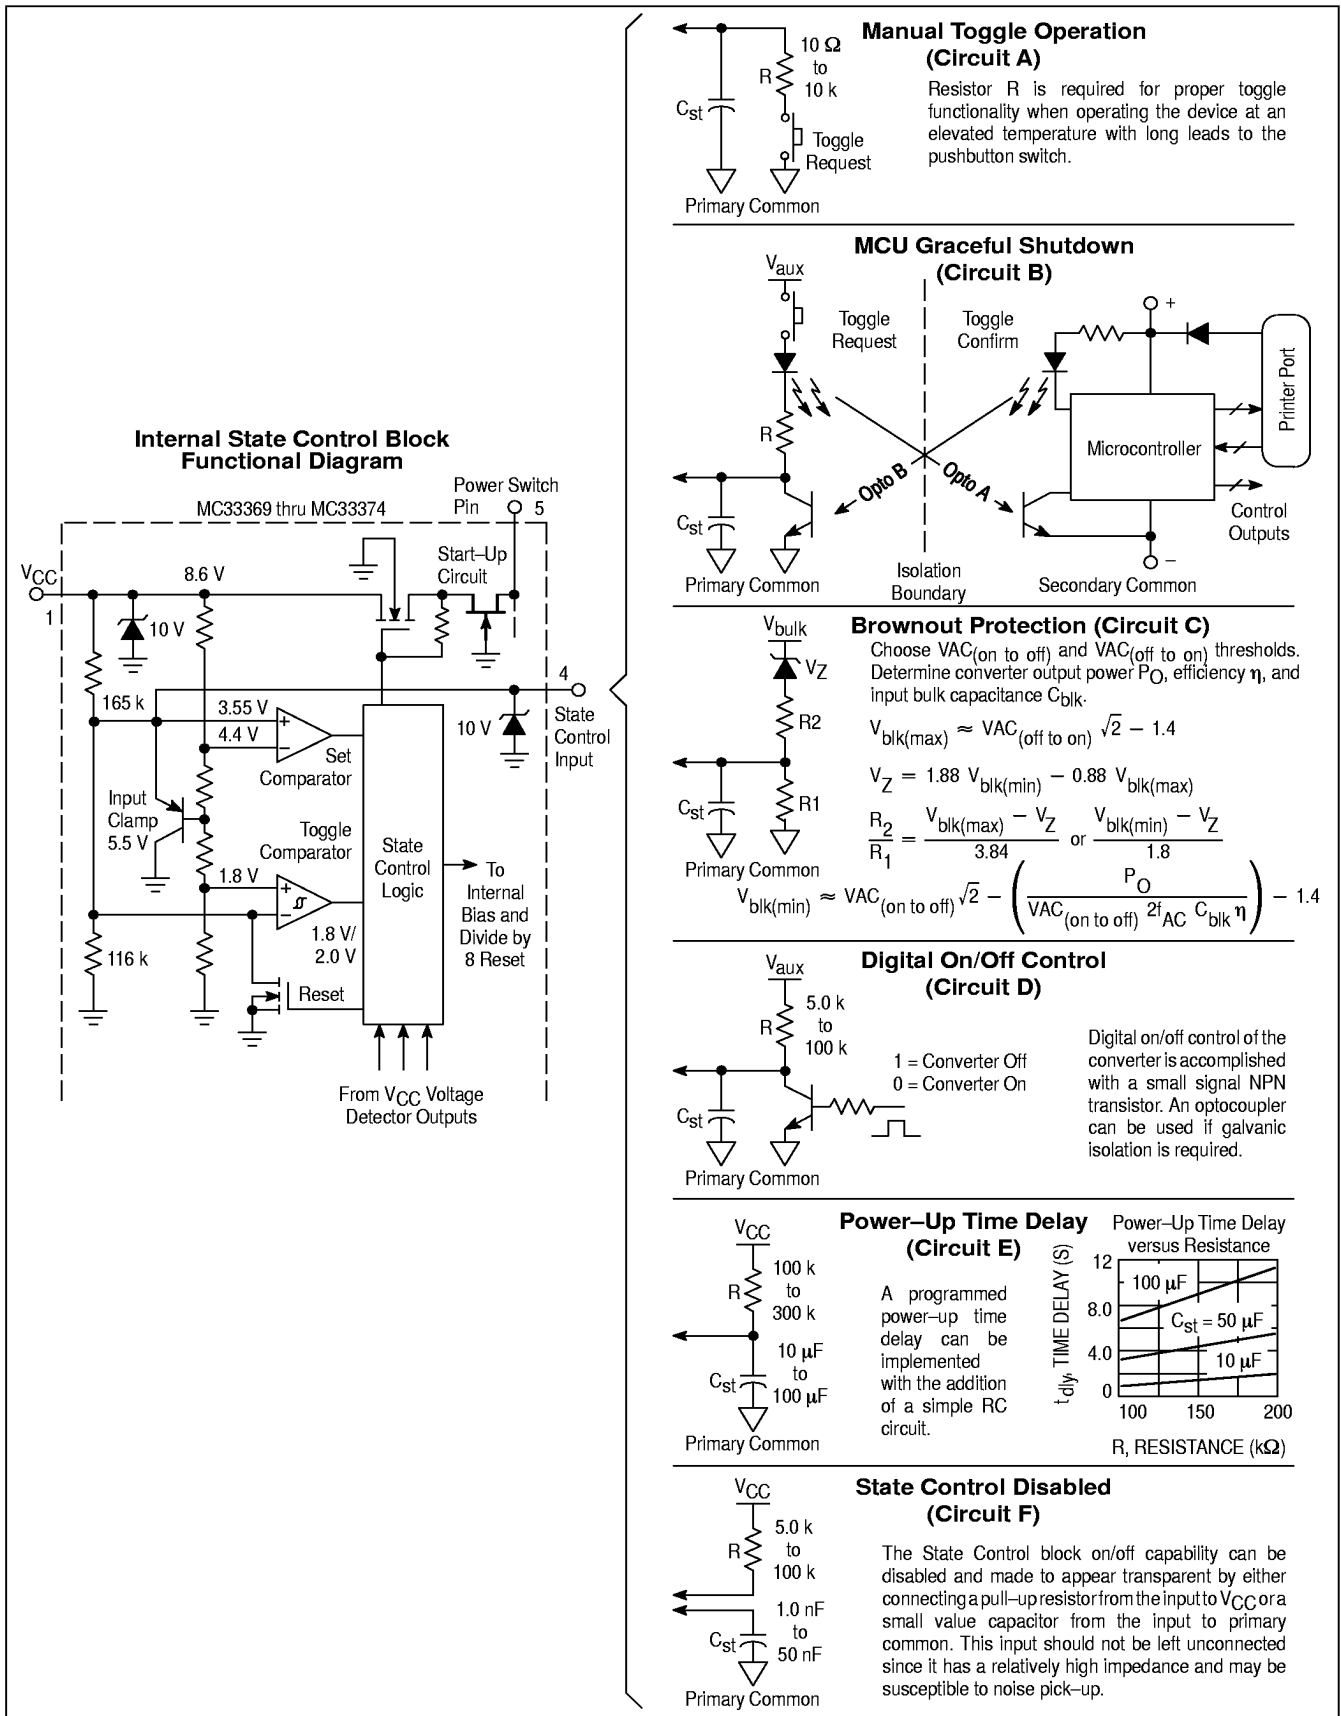 Internal State Control Block
Functional Diagram
MC33369 thru MC33374
Power Switch
Pin
5
VCC
1
8.6 V
10 V
Start–Up
Circuit
165 k
3.55 V
4.4 V
+
−
Set
Comparator
10 V
4
State
Control
Input
Input
Clamp
5.5 V
Toggle
Comparator
1.8 V
+
−
1.8 V/
2.0 V
State
Control
Logic
To
Internal
Bias and
Divide by
8 Reset
116 k
Reset
From VCC Voltage
Detector Outputs
Manual Toggle Operation
(Circuit A)
10 Ω
to
10 k
R
Cst
Toggle
Request
Primary Common
Resistor R is required for proper toggle
functionality when operating the device at an
elevated temperature with long leads to the
pushbutton switch.
MCU Graceful Shutdown
(Circuit B)
Vaux
Toggle
Request
Toggle
Confirm
+
Printer Port
R
Microcontroller
Opto B
Opto A
Cst
Control
Outputs
Primary Common
Isolation
Boundary
−
Secondary Common
Brownout Protection (Circuit C)
Vbulk
VZ
R2
R1
Cst
Primary Common
Choose VAC(on to off) and VAC(off to on) thresholds.
Determine converter output power PO, efficiency η, and
input bulk capacitance Cblk.
Vblk(max) ≈ VAC(off to on) √2 − 1.4
VZ = 1.88 Vblk(min) − 0.88 Vblk(max)
R2/R1 = (Vblk(max) − VZ)/3.84 or (Vblk(min) − VZ)/1.8
Vblk(min) ≈ VAC(on to off) √2 − (PO/(VAC(on to off) 2fAC Cblk η)) − 1.4
Digital On/Off Control
(Circuit D)
Vaux
5.0 k
to
100 k
R
Cst
1 = Converter Off
0 = Converter On
Primary Common
Digital on/off control of the
converter is accomplished
with a small signal NPN
transistor. An optocoupler
can be used if galvanic
isolation is required.
Power–Up Time Delay
(Circuit E)
VCC
R
100 k
to
300 k
Cst
10 μF
to
100 μF
Primary Common
A programmed
power–up time
delay can be
implemented
with the addition
of a simple RC
circuit.
Power–Up Time Delay
versus Resistance
tdly, TIME DELAY (S)
12
8.0
4.0
0
100 μF
Cst = 50 μF
10 μF
100 150 200
R, RESISTANCE (kΩ)
State Control Disabled
(Circuit F)
VCC
R
5.0 k
to
100 k
Cst
1.0 nF
to
50 nF
Primary Common
The State Control block on/off capability can be
disabled and made to appear transparent by either
connecting a pull–up resistor from the input to VCC or a
small value capacitor from the input to primary
common. This input should not be left unconnected
since it has a relatively high impedance and may be
susceptible to noise pick–up.